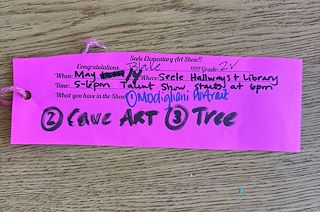 Seele Elementary Art Show!!
Congratulations Blale !!!!!! Grade: 2V
When: May 14 Where: Seele Hallways + Library
Time: 5-6pm Talent Show starts at 6pm
What you have in the Show: ① Modigliani Portrait
② Cave Art ③ Tree